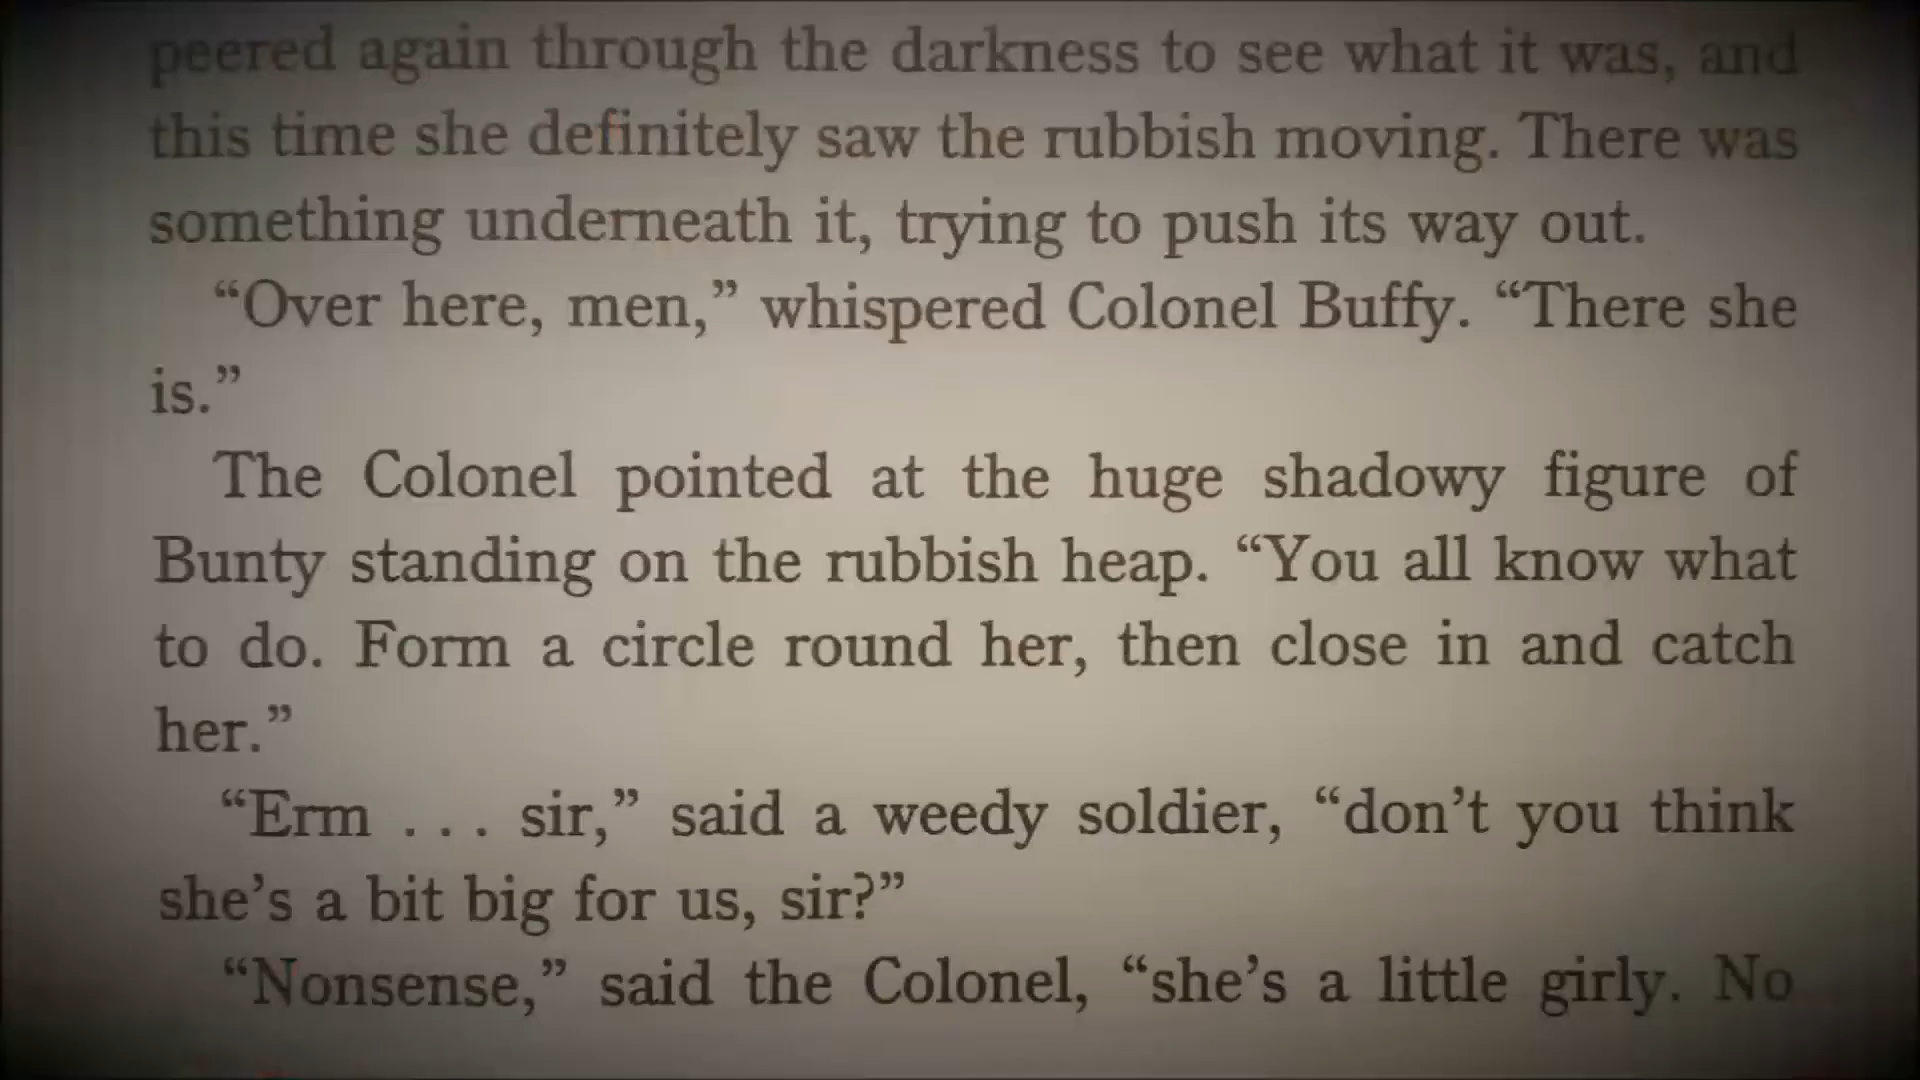 peered again through the darkness to see what it was, and
this time she definitely saw the rubbish moving. There was
something underneath it, trying to push its way out.
“Over here, men,” whispered Colonel Buffy. “There she
is.”
The Colonel pointed at the huge shadowy figure of
Bunty standing on the rubbish heap. “You all know what
to do. Form a circle round her, then close in and catch
her.”
“Erm . . . sir,” said a weedy soldier, “don’t you think
she’s a bit big for us, sir?”
“Nonsense,” said the Colonel, “she’s a little girly. No